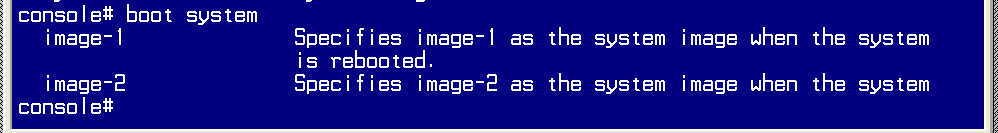 console# boot system
image-1 Specifies image-1 as the system image when the system
is rebooted.
image-2 Specifies image-2 as the system image when the system
console#